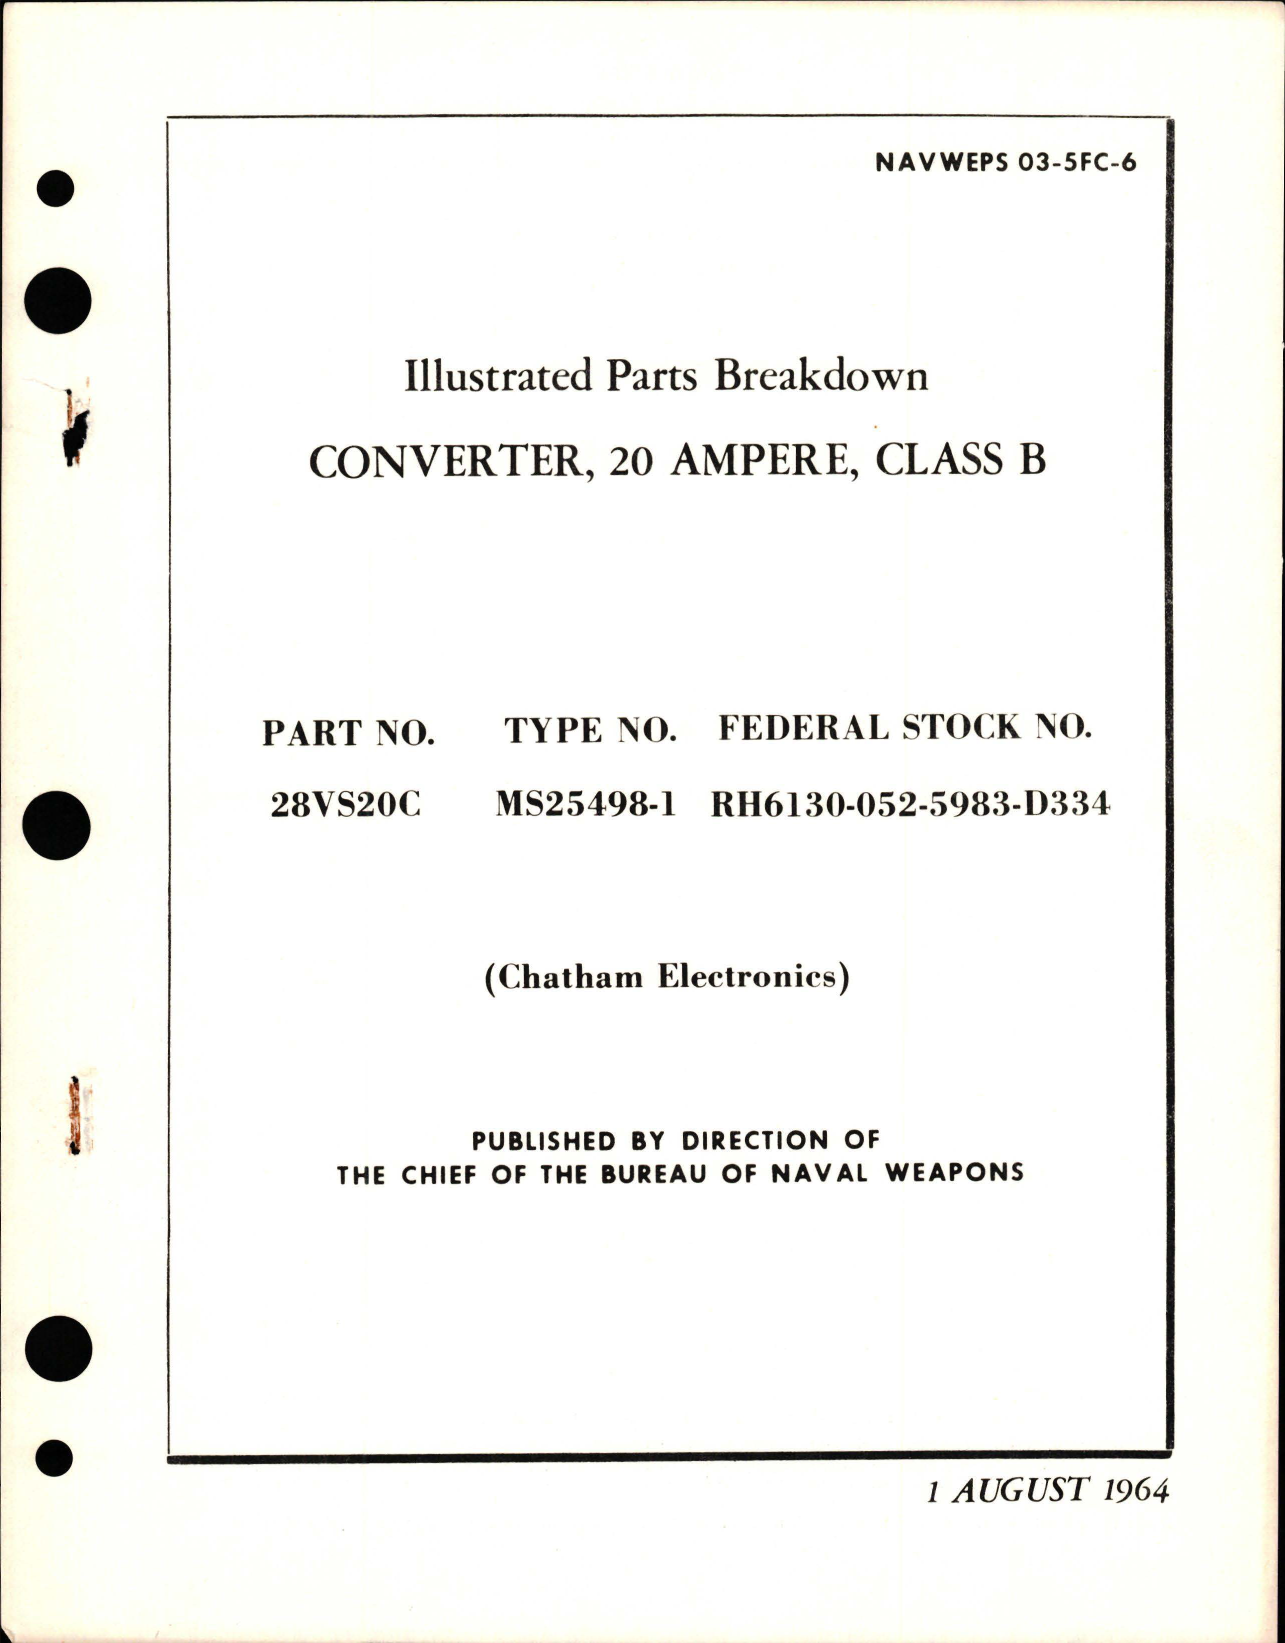 NAVWEPS 03-5FC-6
Illustrated Parts Breakdown
CONVERTER, 20 AMPERE, CLASS B
PART NO. TYPE NO. FEDERAL STOCK NO.
28VS20C MS25498-1 RH6130-052-5983-D334
(Chatham Electronics)
PUBLISHED BY DIRECTION OF
THE CHIEF OF THE BUREAU OF NAVAL WEAPONS
1 AUGUST 1964